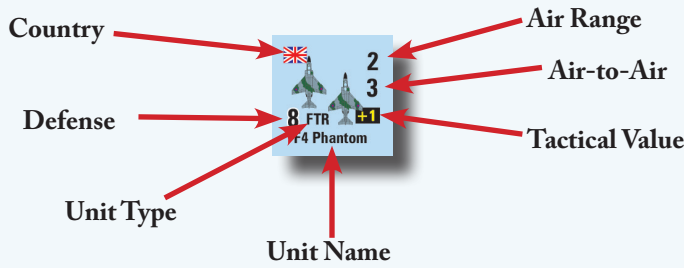 Country
Air Range
2
Air-to-Air
3
Defense
8 FTR +1
F4 Phantom
Tactical Value
Unit Type
Unit Name